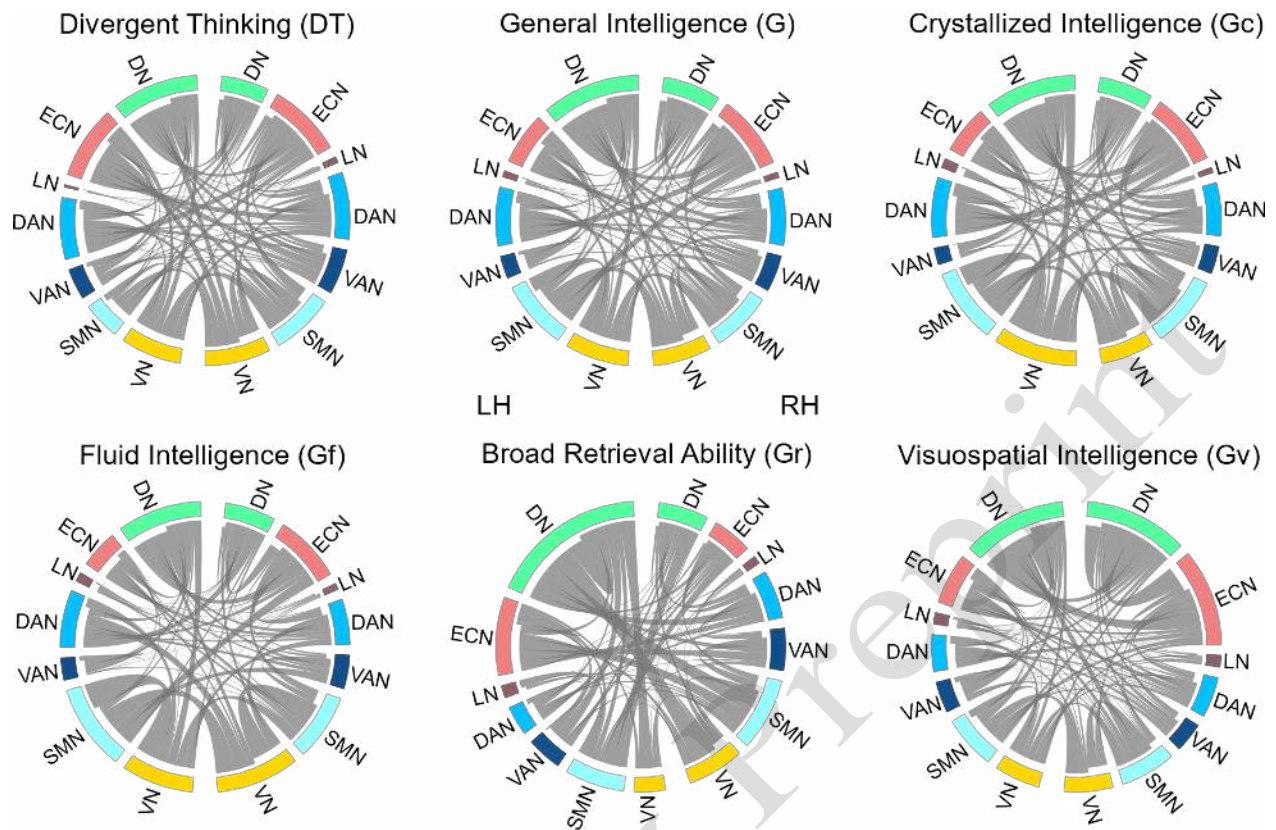 Divergent Thinking (DT)
General Intelligence (G)
Crystallized Intelligence (Gc)
DN DN
ECN ECN
LN LN
DAN DAN
VAN VAN
SMN SMN
VN VN
DN DN
ECN ECN
LN LN
DAN DAN
VAN VAN
SMN SMN
VN VN
DN DN
ECN ECN
LN LN
DAN DAN
VAN VAN
SMN SMN
VN VN
LH RH
Fluid Intelligence (Gf)
Broad Retrieval Ability (Gr)
Visuospatial Intelligence (Gv)
DN DN
ECN ECN
LN LN
DAN DAN
VAN VAN
SMN SMN
VN VN
DN DN
ECN ECN
LN LN
DAN DAN
VAN VAN
SMN SMN
VN VN
DN DN
ECN ECN
LN LN
DAN DAN
VAN VAN
SMN SMN
VN VN
Preprint